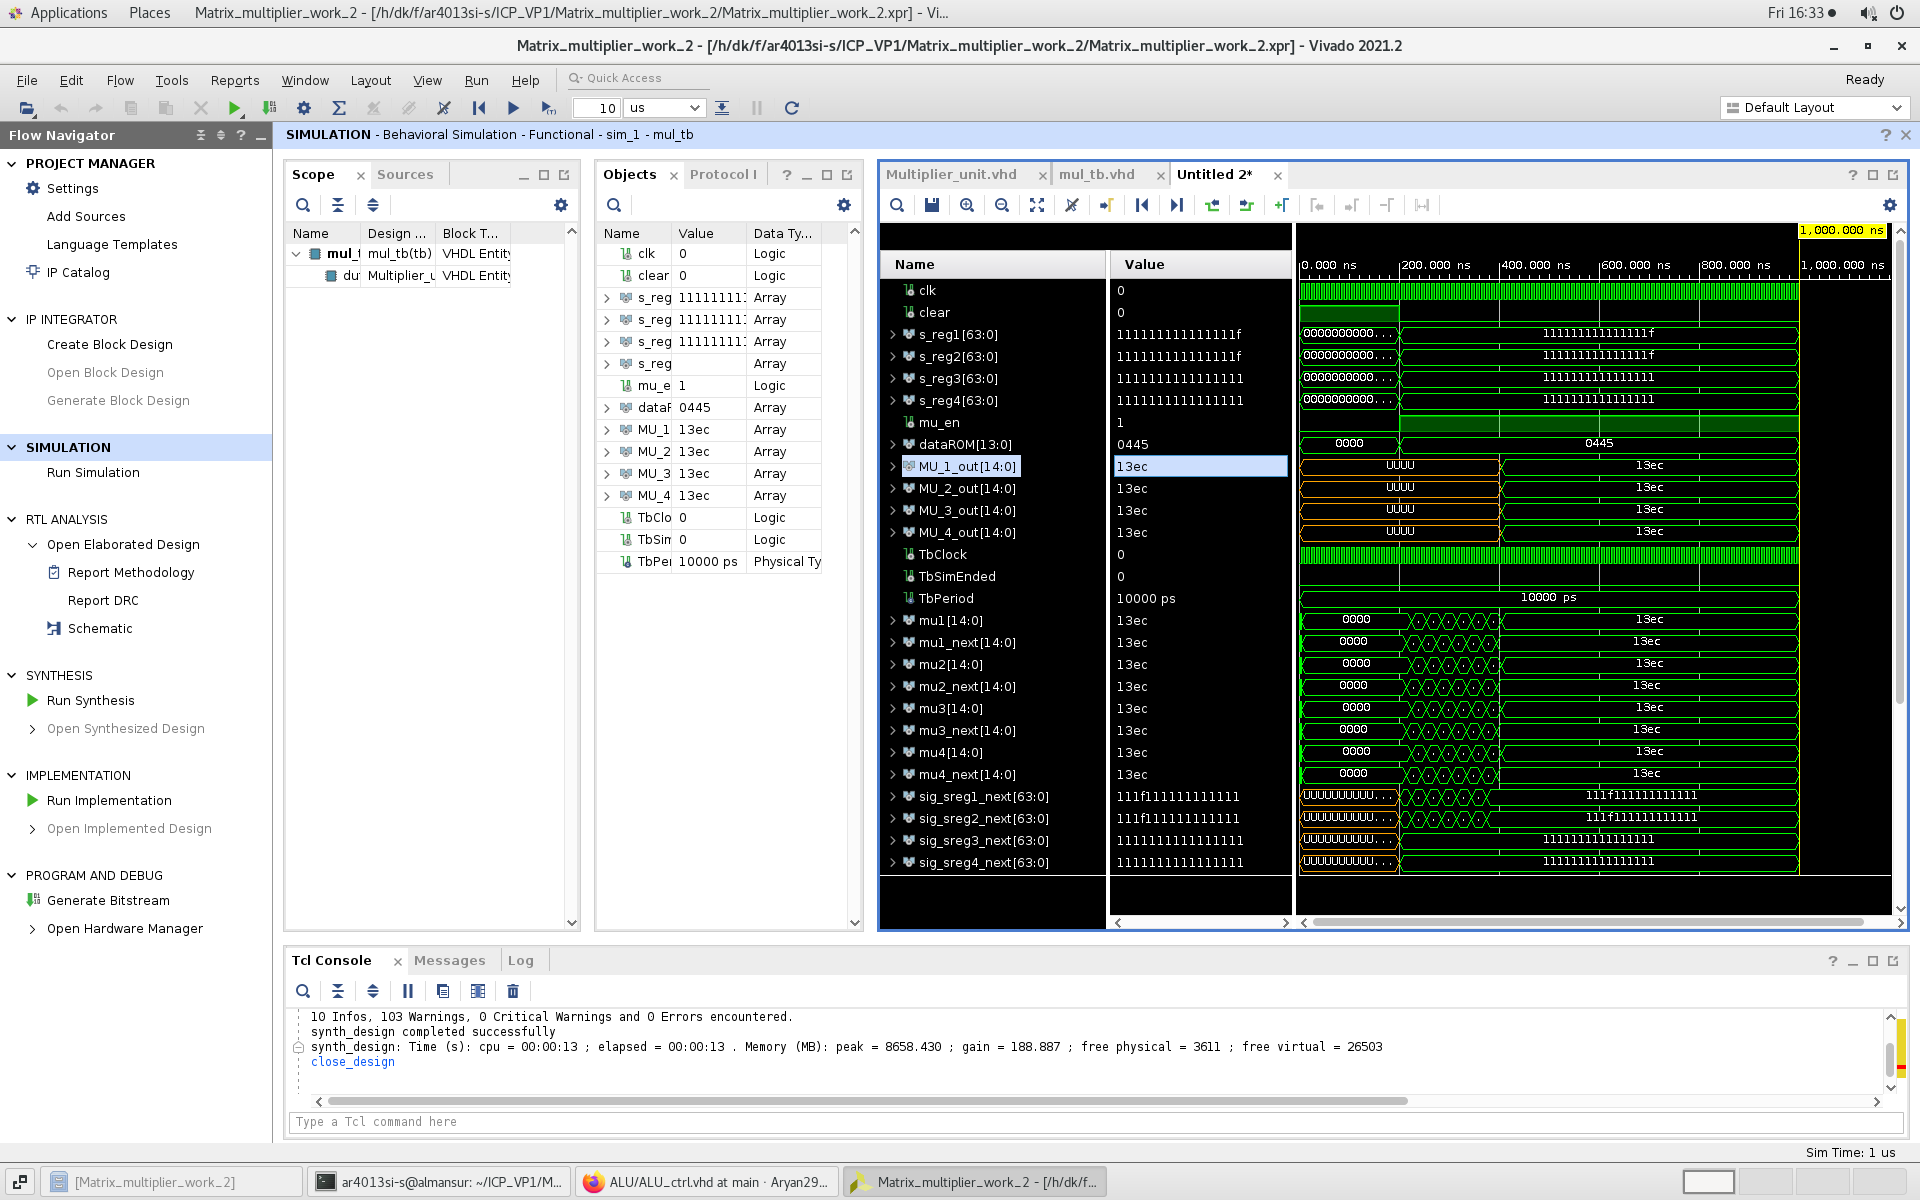 Applications Places Matrix_multiplier_work_2 - [/h/dk/f/ar4013si-s/ICP_VP1/Matrix_multiplier_work_2/Matrix_multiplier_work_2.xpr] - Vi... Fri 16:33
Matrix_multiplier_work_2 - [/h/dk/f/ar4013si-s/ICP_VP1/Matrix_multiplier_work_2/Matrix_multiplier_work_2.xpr] - Vivado 2021.2
File Edit Flow Tools Reports Window Layout View Run Help Quick Access Ready
10 us Default Layout
Flow Navigator
SIMULATION - Behavioral Simulation - Functional - sim_1 - mul_tb
PROJECT MANAGER
Settings
Add Sources
Language Templates
IP Catalog
IP INTEGRATOR
Create Block Design
Open Block Design
Generate Block Design
SIMULATION
Run Simulation
RTL ANALYSIS
Open Elaborated Design
Report Methodology
Report DRC
Schematic
SYNTHESIS
Run Synthesis
Open Synthesized Design
IMPLEMENTATION
Run Implementation
Open Implemented Design
PROGRAM AND DEBUG
Generate Bitstream
Open Hardware Manager
Scope Sources
Name Design ... Block T...
mul_t mul_tb(tb) VHDL Entity
du Multiplier_u VHDL Entity
Objects Protocol I
Name Value Data Ty...
clk 0 Logic
clear 0 Logic
s_reg 111111111 Array
s_reg 111111111 Array
s_reg 111111111 Array
s_reg Array
mu_e 1 Logic
dataF 0445 Array
MU_1 13ec Array
MU_2 13ec Array
MU_3 13ec Array
MU_4 13ec Array
TbClo 0 Logic
TbSim 0 Logic
TbPer 10000 ps Physical Ty
Multiplier_unit.vhd mul_tb.vhd Untitled 2*
1,000.000 ns
Name Value 0.000 ns 200.000 ns 400.000 ns 600.000 ns 800.000 ns 1,000.000 ns
clk 0
clear 0
s_reg1[63:0] 111111111111111f 0000000000... 111111111111111f
s_reg2[63:0] 111111111111111f 0000000000... 111111111111111f
s_reg3[63:0] 1111111111111111 0000000000... 1111111111111111
s_reg4[63:0] 1111111111111111 0000000000... 1111111111111111
mu_en 1
dataROM[13:0] 0445 0000 0445
MU_1_out[14:0] 13ec UUUU 13ec
MU_2_out[14:0] 13ec UUUU 13ec
MU_3_out[14:0] 13ec UUUU 13ec
MU_4_out[14:0] 13ec UUUU 13ec
TbClock 0
TbSimEnded 0
TbPeriod 10000 ps 10000 ps
mu1[14:0] 13ec 0000 13ec
mu1_next[14:0] 13ec 0000 13ec
mu2[14:0] 13ec 0000 13ec
mu2_next[14:0] 13ec 0000 13ec
mu3[14:0] 13ec 0000 13ec
mu3_next[14:0] 13ec 0000 13ec
mu4[14:0] 13ec 0000 13ec
mu4_next[14:0] 13ec 0000 13ec
sig_sreg1_next[63:0] 111f111111111111 UUUUUUUUUU... 111f111111111111
sig_sreg2_next[63:0] 111f111111111111 UUUUUUUUUU... 111f111111111111
sig_sreg3_next[63:0] 1111111111111111 UUUUUUUUUU... 1111111111111111
sig_sreg4_next[63:0] 1111111111111111 UUUUUUUUUU... 1111111111111111
Tcl Console Messages Log
10 Infos, 103 Warnings, 0 Critical Warnings and 0 Errors encountered.
synth_design completed successfully
synth_design: Time (s): cpu = 00:00:13 ; elapsed = 00:00:13 . Memory (MB): peak = 8658.430 ; gain = 188.887 ; free physical = 3611 ; free virtual = 26503
close_design
Type a Tcl command here
Sim Time: 1 us
[Matrix_multiplier_work_2] ar4013si-s@almansur: ~/ICP_VP1/M... ALU/ALU_ctrl.vhd at main · Aryan29... Matrix_multiplier_work_2 - [/h/dk/f...